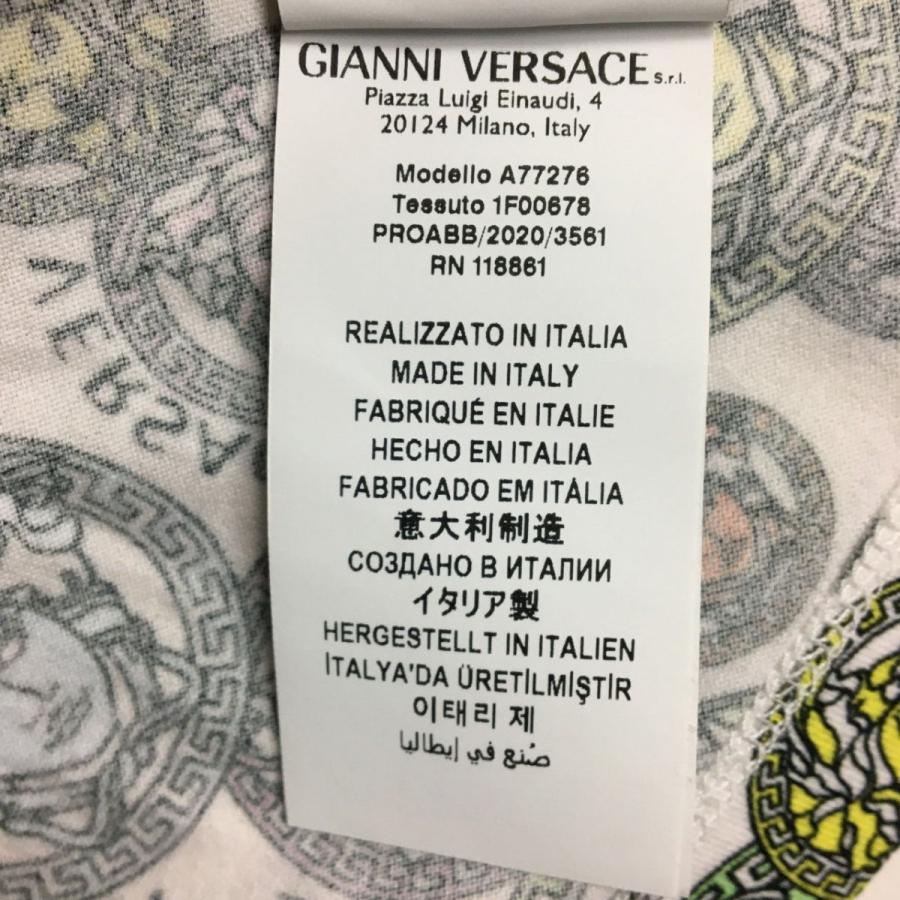 GIANNI VERSACE S.r.l.
Piazza Luigi Einaudi, 4
20124 Milano, Italy
Modello A77276
Tessuto 1F00678
PROABB/2020/3561
RN 118861
REALIZZATO IN ITALIA
MADE IN ITALY
FABRIQUÉ EN ITALIE
HECHO EN ITALIA
FABRICADO EM ITÁLIA
意大利制造
СОЗДАНО В ИТАЛИИ
イタリア製
HERGESTELLT IN ITALIEN
İTALYA'DA ÜRETİLMİŞTİR
이태리 제
صُنع في إيطاليا
VERSA